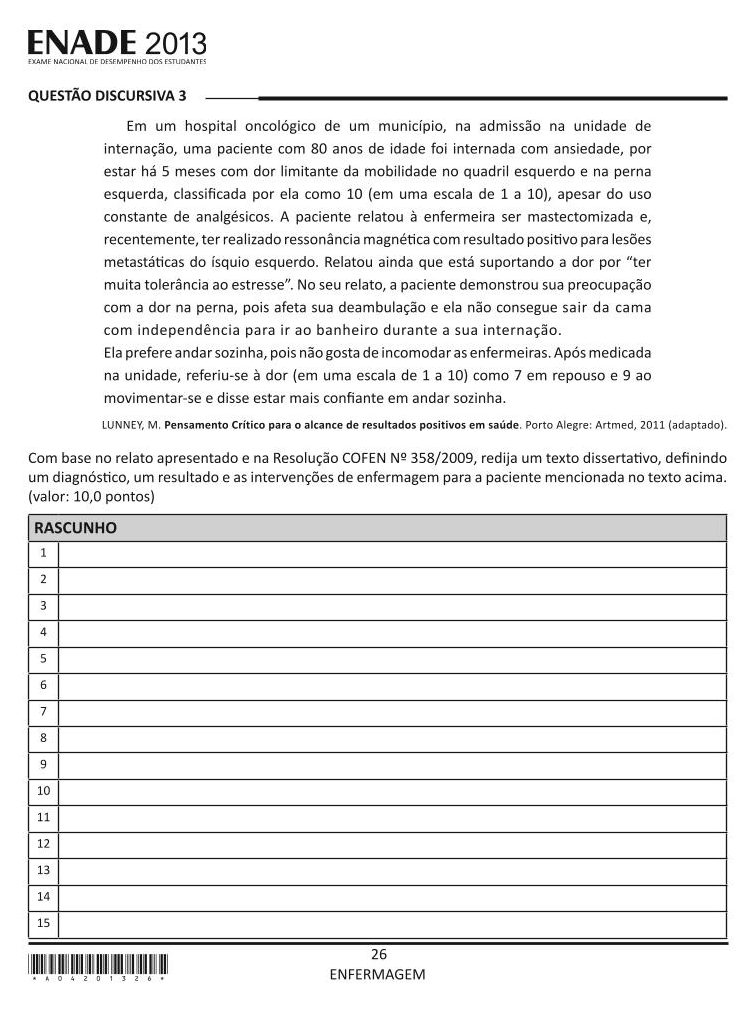 ENADE 2013
EXAME NACIONAL DE DESEMPENHO DOS ESTUDANTES
QUESTÃO DISCURSIVA 3
Em um hospital oncológico de um município, na admissão na unidade de
internação, uma paciente com 80 anos de idade foi internada com ansiedade, por
estar há 5 meses com dor limitante da mobilidade no quadril esquerdo e na perna
esquerda, classificada por ela como 10 (em uma escala de 1 a 10), apesar do uso
constante de analgésicos. A paciente relatou à enfermeira ser mastectomizada e,
recentemente, ter realizado ressonância magnética com resultado positivo para lesões
metastáticas do ísquio esquerdo. Relatou ainda que está suportando a dor por “ter
muita tolerância ao estresse”. No seu relato, a paciente demonstrou sua preocupação
com a dor na perna, pois afeta sua deambulação e ela não consegue sair da cama
com independência para ir ao banheiro durante a sua internação.
Ela prefere andar sozinha, pois não gosta de incomodar as enfermeiras. Após medicada
na unidade, referiu-se à dor (em uma escala de 1 a 10) como 7 em repouso e 9 ao
movimentar-se e disse estar mais confiante em andar sozinha.
LUNNEY, M. Pensamento Crítico para o alcance de resultados positivos em saúde. Porto Alegre: Artmed, 2011 (adaptado).
Com base no relato apresentado e na Resolução COFEN Nº 358/2009, redija um texto dissertativo, definindo
um diagnóstico, um resultado e as intervenções de enfermagem para a paciente mencionada no texto acima.
(valor: 10,0 pontos)
RASCUNHO
1
2
3
4
5
6
7
8
9
10
11
12
13
14
15
26
ENFERMAGEM
* A 0 4 2 0 1 3 2 6 *